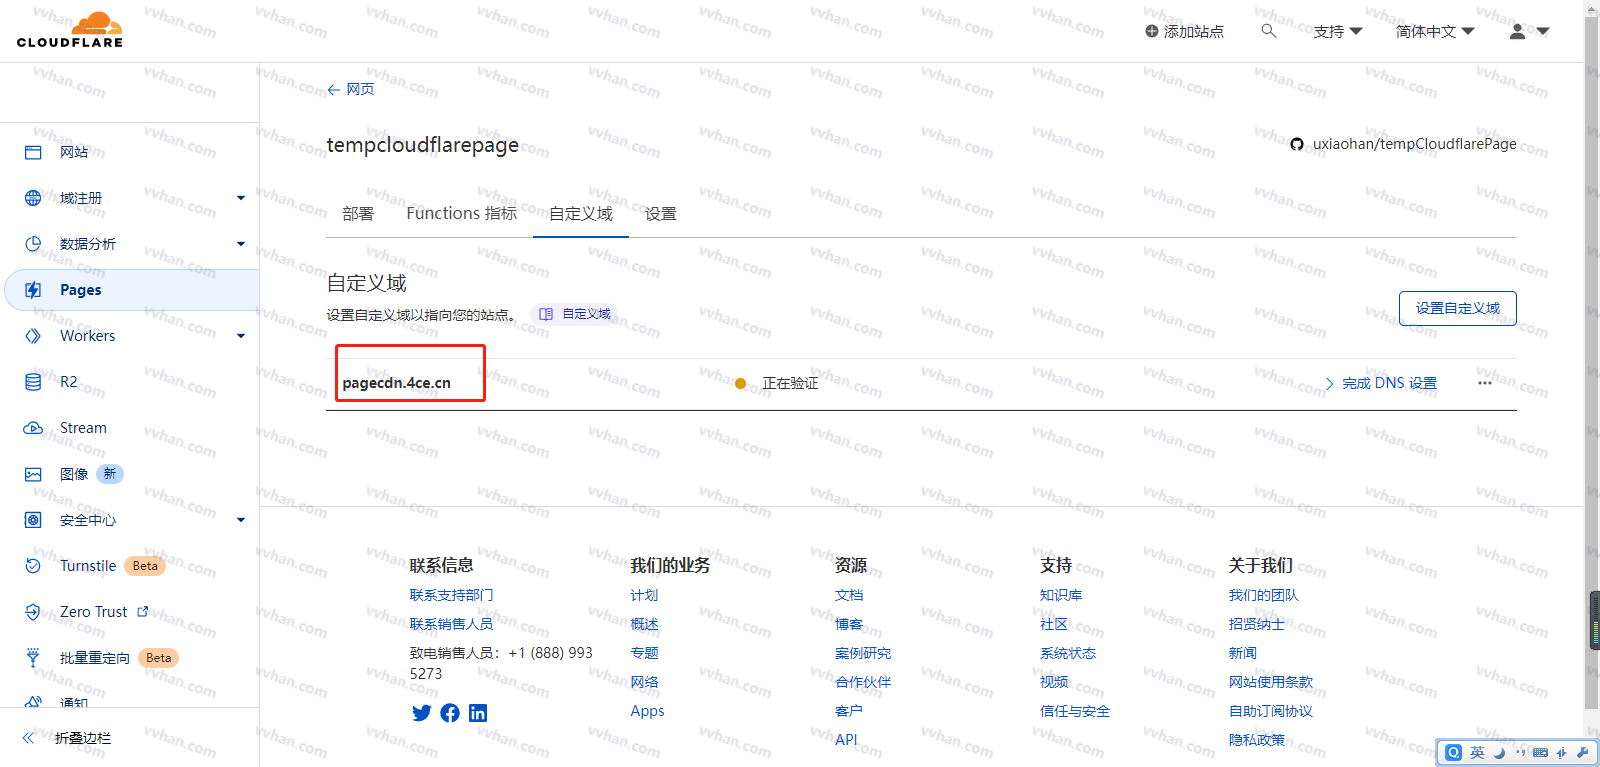 CLOUDFLARE
添加站点
支持
简体中文
网站
域注册
数据分析
Pages
Workers
R2
Stream
图像 新
安全中心
Turnstile Beta
Zero Trust
批量重定向 Beta
通知
折叠边栏
网页
tempcloudflarepage
uxiaohan/tempCloudflarePage
部署 Functions 指标 自定义域 设置
自定义域
设置自定义域以指向您的站点。 自定义域
设置自定义域
pagecdn.4ce.cn 正在验证 完成 DNS 设置
联系信息
联系支持部门
联系销售人员
致电销售人员：+1 (888) 993
5273
我们的业务
计划
概述
专题
网络
Apps
资源
文档
博客
案例研究
合作伙伴
客户
API
支持
知识库
社区
系统状态
视频
信任与安全
关于我们
我们的团队
招贤纳士
新闻
网站使用条款
自助订阅协议
隐私政策
英
vvhan.com